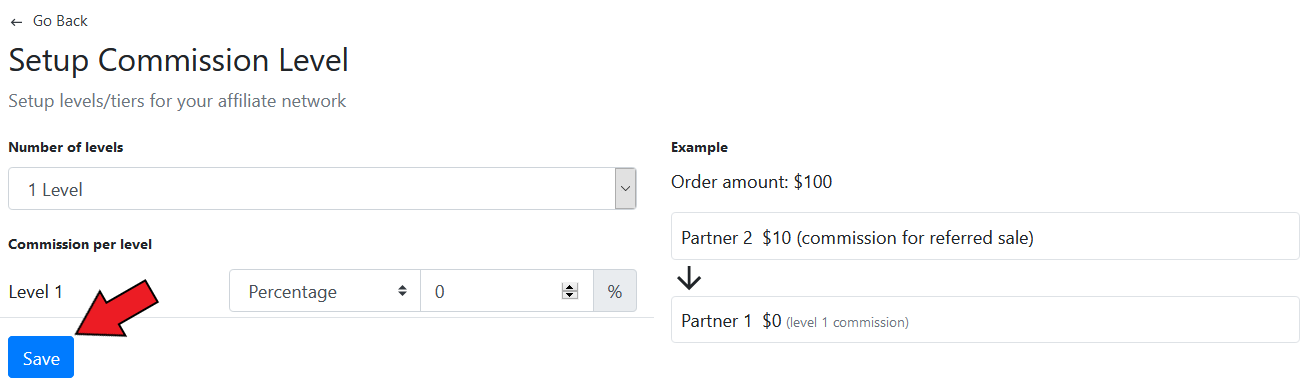 ← Go Back
Setup Commission Level
Setup levels/tiers for your affiliate network
Number of levels
1 Level
Commission per level
Level 1 Percentage 0 %
Save
Example
Order amount: $100
Partner 2 $10 (commission for referred sale)
Partner 1 $0 (level 1 commission)